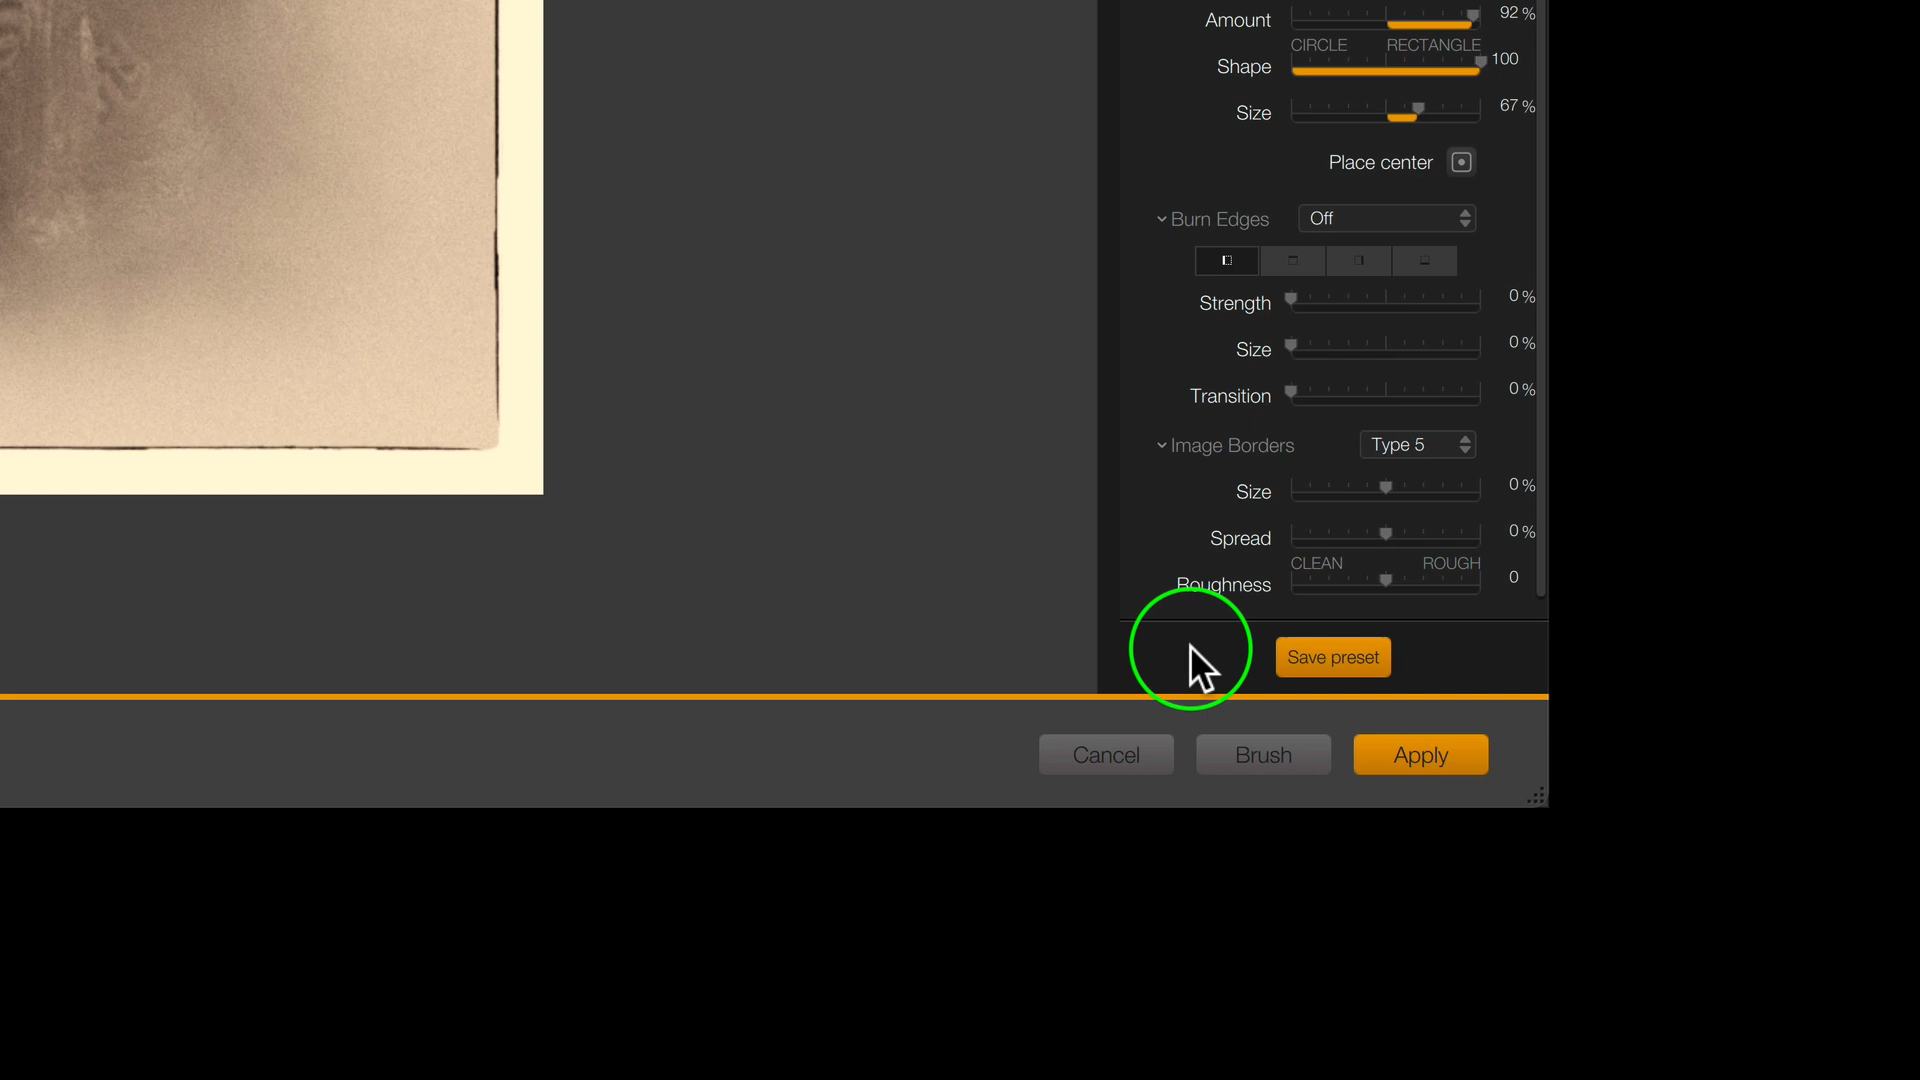 Amount 92 %
CIRCLE RECTANGLE
Shape 100
Size 67 %
Place center
Burn Edges Off
Strength 0 %
Size 0 %
Transition 0 %
Image Borders Type 5
Size 0 %
Spread 0 %
CLEAN ROUGH
Roughness 0
Save preset
Cancel Brush Apply